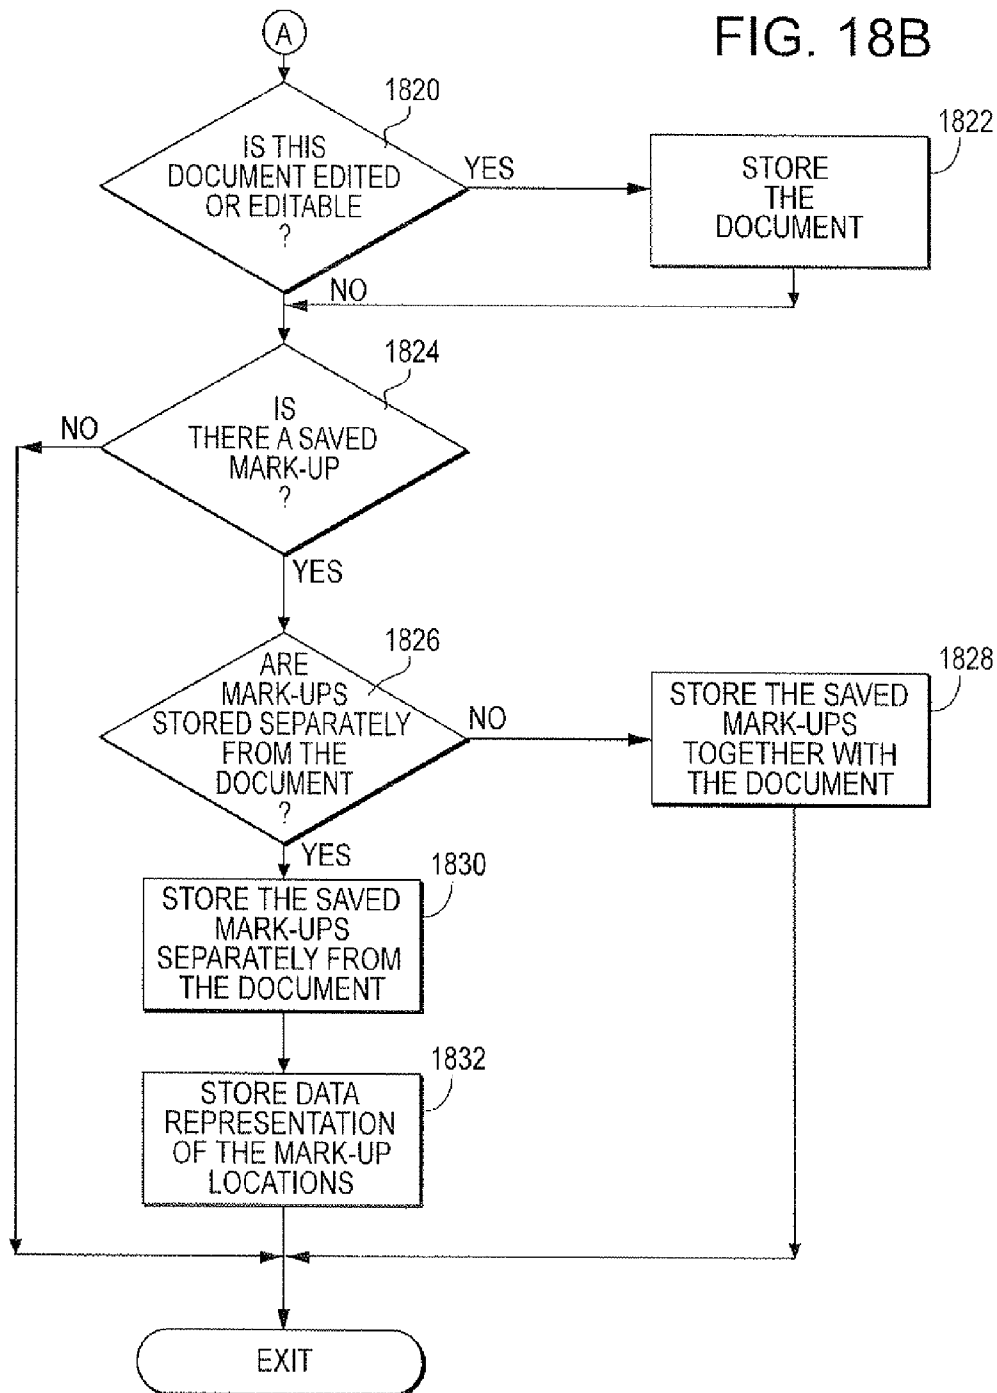 FIG. 18B
A
1820
IS THIS
DOCUMENT EDITED
OR EDITABLE
?
YES
1822
STORE
THE
DOCUMENT
NO
1824
IS
THERE A SAVED
MARK-UP
?
NO
YES
1826
ARE
MARK-UPS
STORED SEPARATELY
FROM THE
DOCUMENT
?
NO
1828
STORE THE SAVED
MARK-UPS
TOGETHER WITH
THE DOCUMENT
YES
1830
STORE THE SAVED
MARK-UPS
SEPARATELY FROM
THE DOCUMENT
1832
STORE DATA
REPRESENTATION
OF THE MARK-UP
LOCATIONS
EXIT